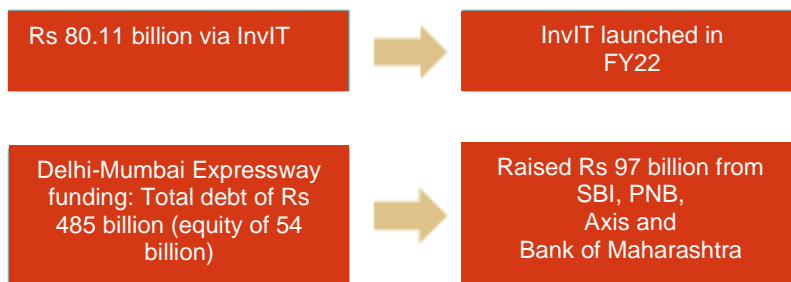 Rs 80.11 billion via InvIT
InvIT launched in
FY22
Delhi-Mumbai Expressway
funding: Total debt of Rs
485 billion (equity of 54
billion)
Raised Rs 97 billion from
SBI, PNB,
Axis and
Bank of Maharashtra